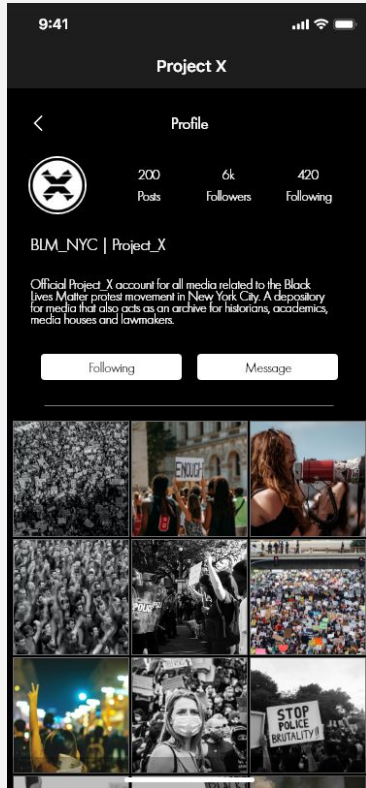 9:41
Project X
Profile
200
6k
420
Posts
Followers
Following
BLM_NYC | Project_X
Official Project_X account for all media related to the Black
Lives Matter protest movement in New York City. A depository
for media that also acts as an archive for historians, academics,
media houses and lawmakers.
Following
Message
ENOUGH
POLICE
STOP
POLICE
BRUTALITY!!